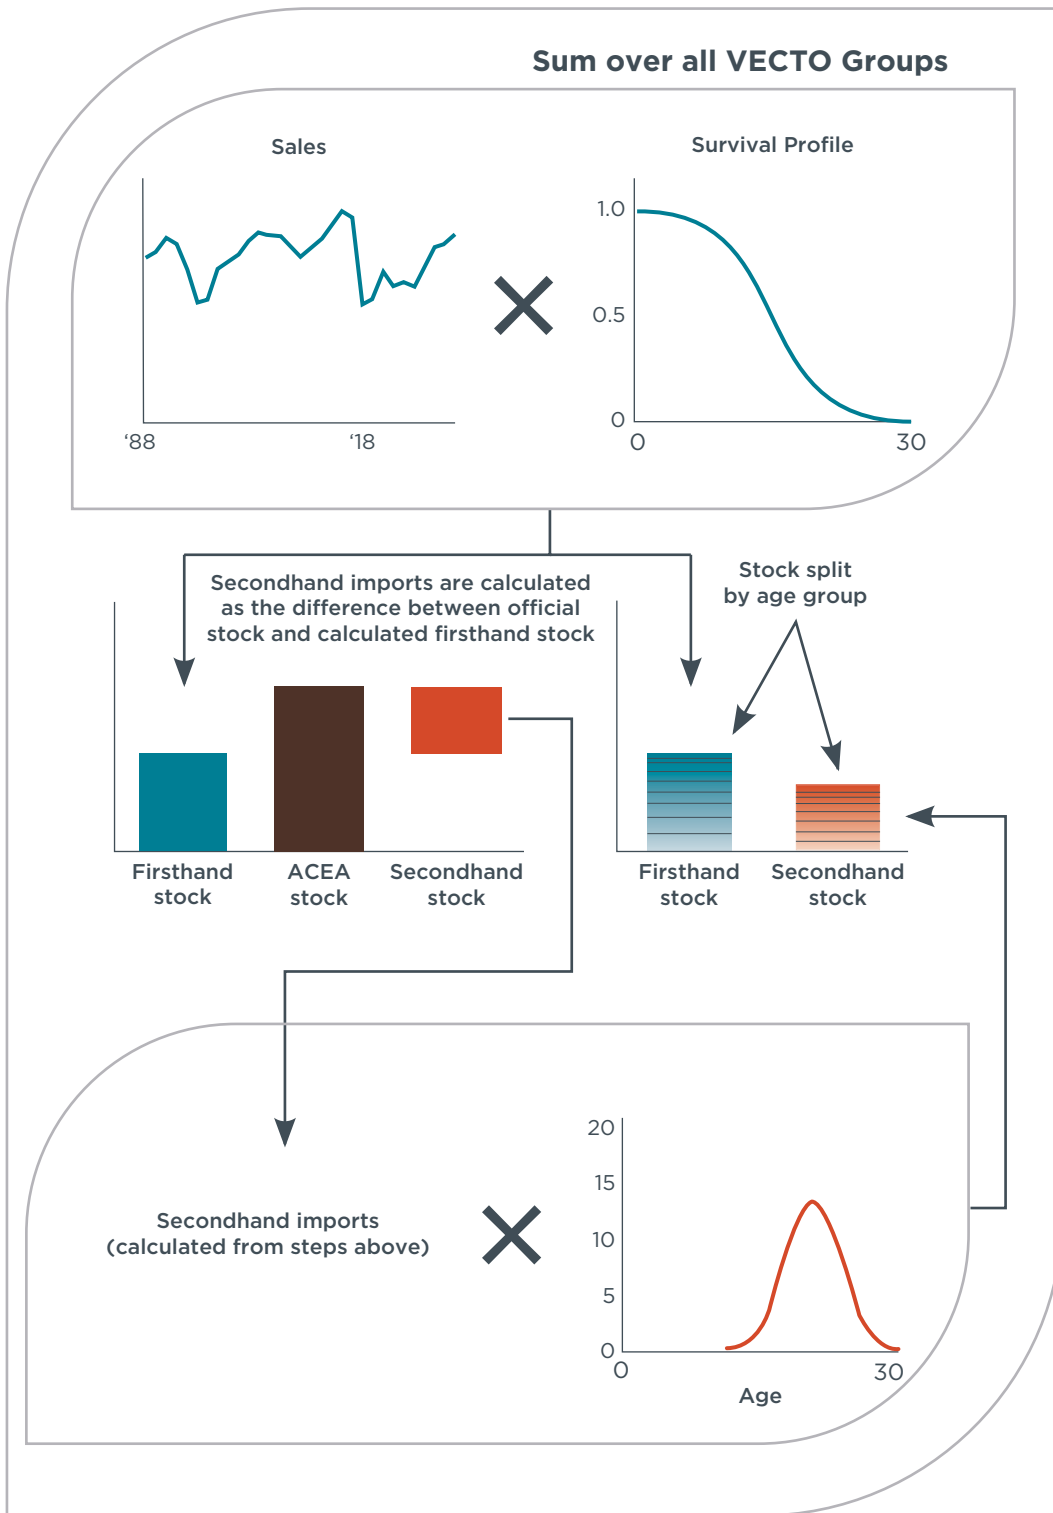 Sum over all VECTO Groups
Sales
‘88
‘18
Survival Profile
1.0
0.5
0
0
30
Secondhand imports are calculated
as the difference between official
stock and calculated firsthand stock
Firsthand
stock
ACEA
stock
Secondhand
stock
Stock split
by age group
Firsthand
stock
Secondhand
stock
Secondhand imports
(calculated from steps above)
20
15
10
5
0
0
30
Age